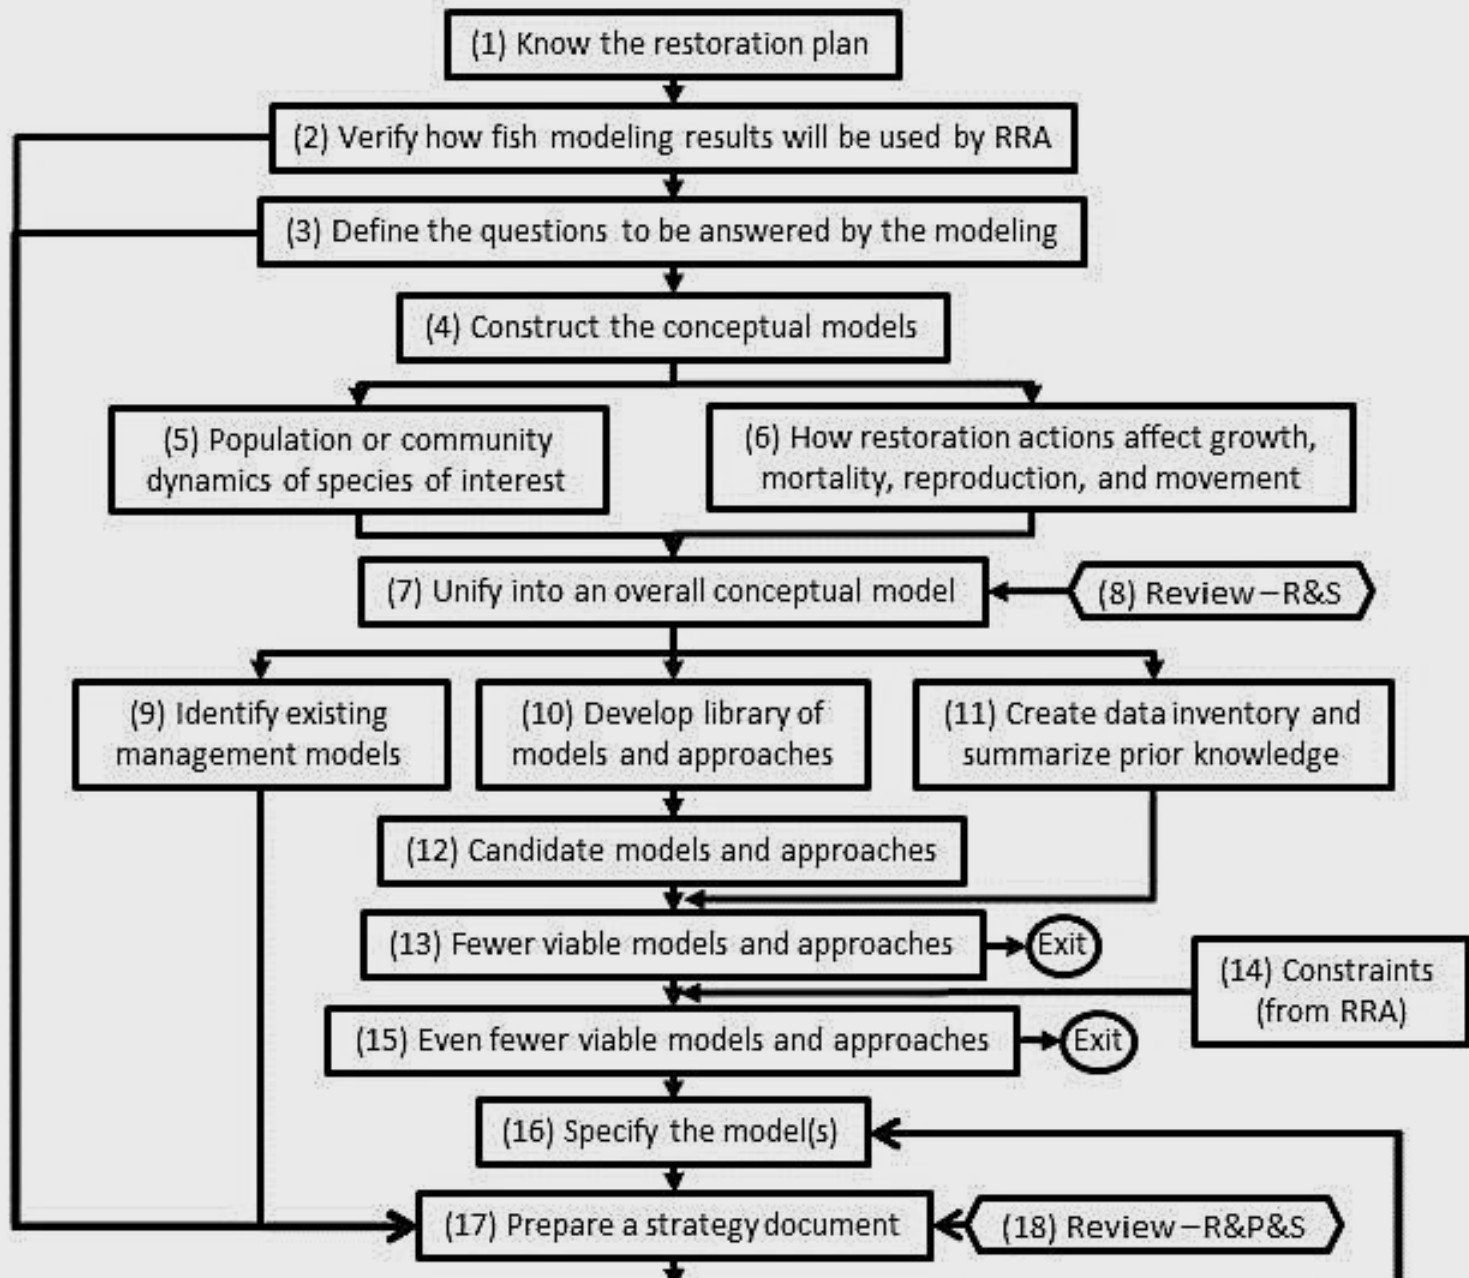 (1) Know the restoration plan
(2) Verify how fish modeling results will be used by RRA
(3) Define the questions to be answered by the modeling
(4) Construct the conceptual models
(5) Population or community
dynamics of species of interest
(6) How restoration actions affect growth,
mortality, reproduction, and movement
(7) Unify into an overall conceptual model
(8) Review – R&S
(9) Identify existing
management models
(10) Develop library of
models and approaches
(11) Create data inventory and
summarize prior knowledge
(12) Candidate models and approaches
(13) Fewer viable models and approaches
Exit
(14) Constraints
(from RRA)
(15) Even fewer viable models and approaches
Exit
(16) Specify the model(s)
(17) Prepare a strategy document
(18) Review – R&P&S